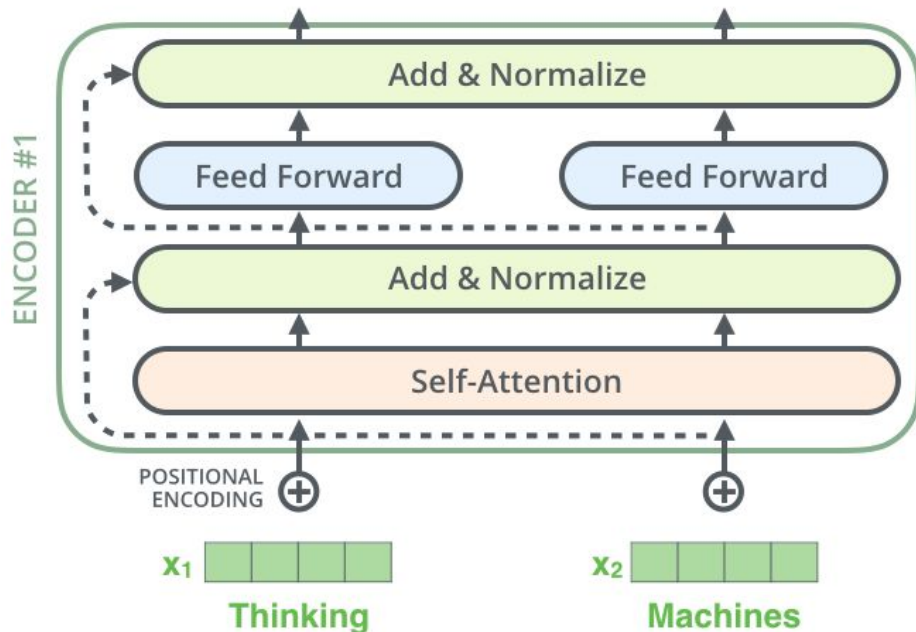 ENCODER #1
Add & Normalize
Feed Forward
Feed Forward
Add & Normalize
Self-Attention
POSITIONAL
ENCODING
x₁
x₂
Thinking
Machines